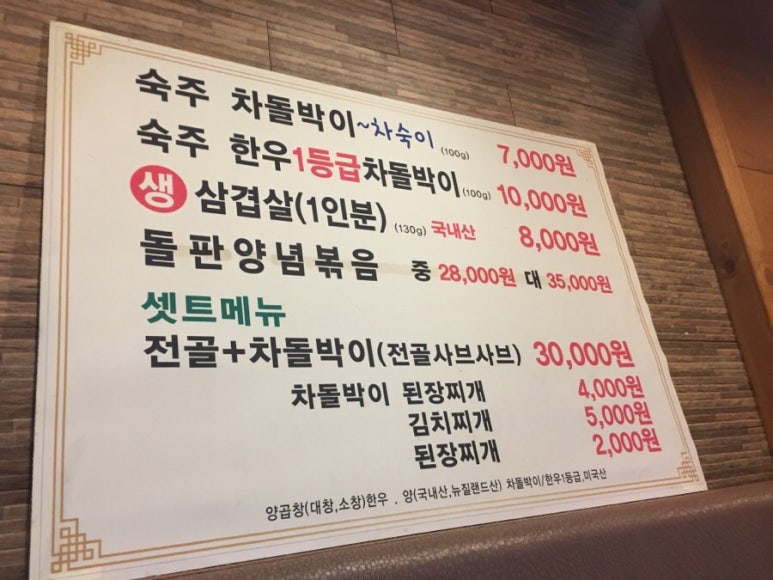 숙주 차돌박이~차숙이 (100g) 7,000원
숙주 한우1등급차돌박이(100g) 10,000원
생 삼겹살(1인분) (130g) 국내산 8,000원
돌판양념볶음 중 28,000원 대 35,000원
셋트메뉴
전골+차돌박이(전골사브사브) 30,000원
차돌박이 된장찌개 4,000원
김치찌개 5,000원
된장찌개 2,000원
양곱창(대창,소창)한우 . 양(국내산,뉴질랜드산) 차돌박이/한우1등급,미국산